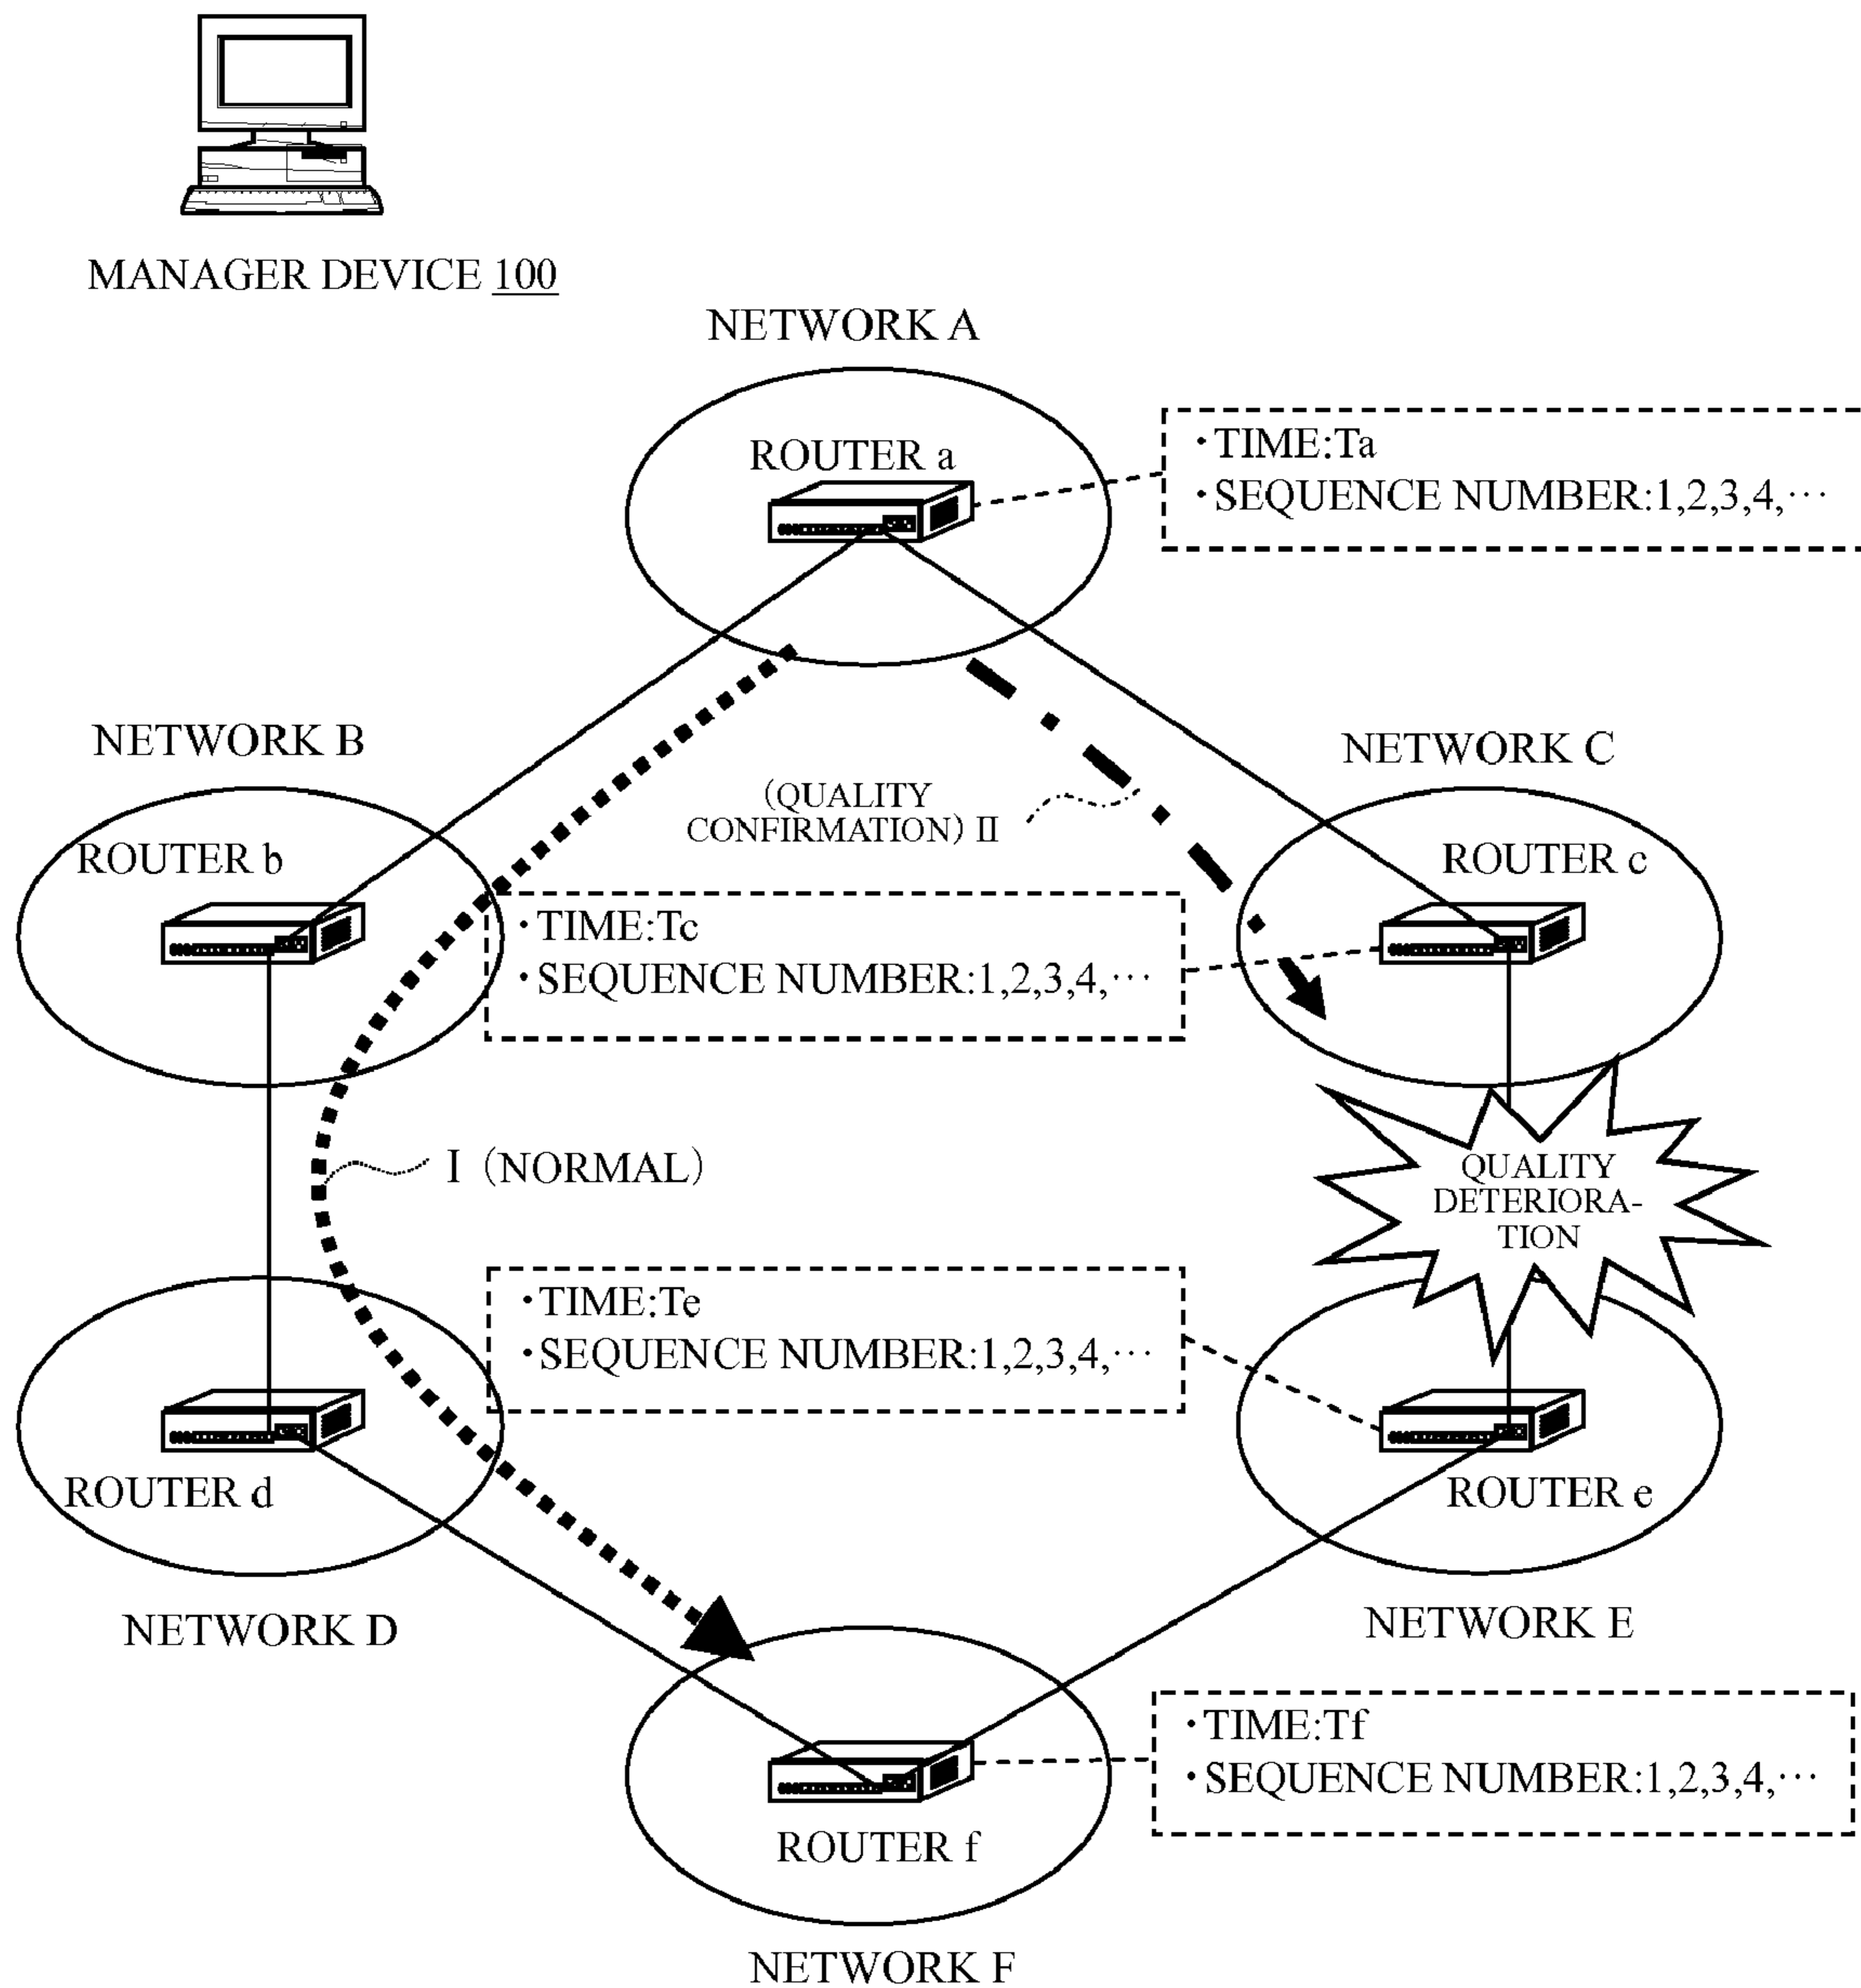 MANAGER DEVICE 100
NETWORK A
ROUTER a
・TIME:Ta
・SEQUENCE NUMBER:1,2,3,4,···
NETWORK B
NETWORK C
(QUALITY
CONFIRMATION) II
ROUTER b
ROUTER c
・TIME:Tc
・SEQUENCE NUMBER:1,2,3,4,···
I (NORMAL)
QUALITY
DETERIORA-
TION
・TIME:Te
・SEQUENCE NUMBER:1,2,3,4,···
ROUTER d
ROUTER e
NETWORK D
NETWORK E
・TIME:Tf
・SEQUENCE NUMBER:1,2,3,4,···
ROUTER f
NETWORK F